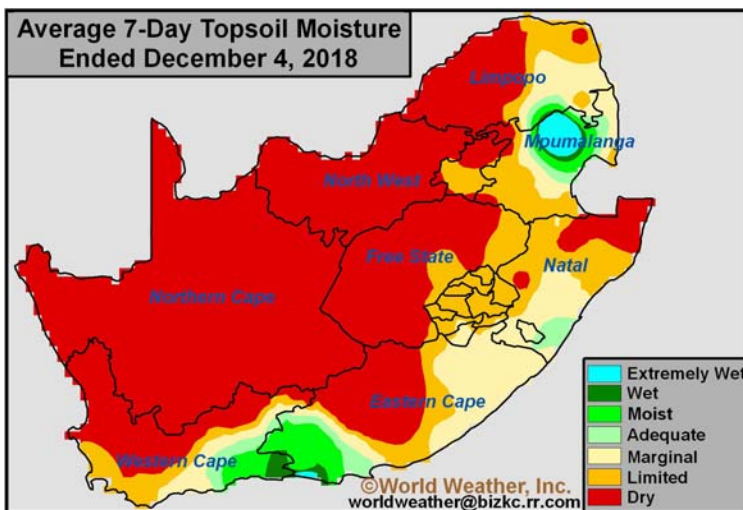 Average 7-Day Topsoil Moisture
Ended December 4, 2018
Limpopo
Mpumalanga
North West
Free State
Natal
Northern Cape
Eastern Cape
Western Cape
Extremely Wet
Wet
Moist
Adequate
Marginal
Limited
Dry
©World Weather, Inc.
worldweather@bizkc.rr.com